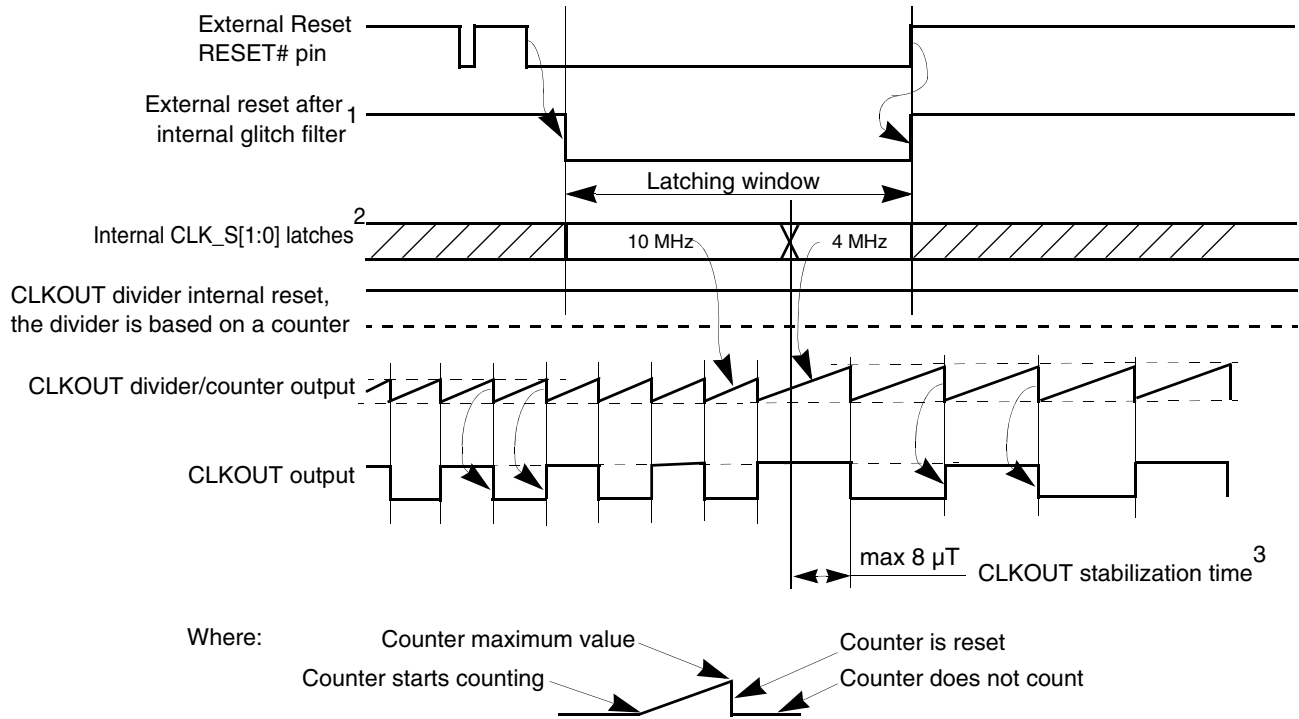 External Reset
RESET# pin
External reset after 1
internal glitch filter
Latching window
Internal CLK_S[1:0] latches 2
10 MHz
4 MHz
CLKOUT divider internal reset,
the divider is based on a counter
CLKOUT divider/counter output
CLKOUT output
max 8 µT
CLKOUT stabilization time 3
Where:
Counter maximum value
Counter is reset
Counter starts counting
Counter does not count